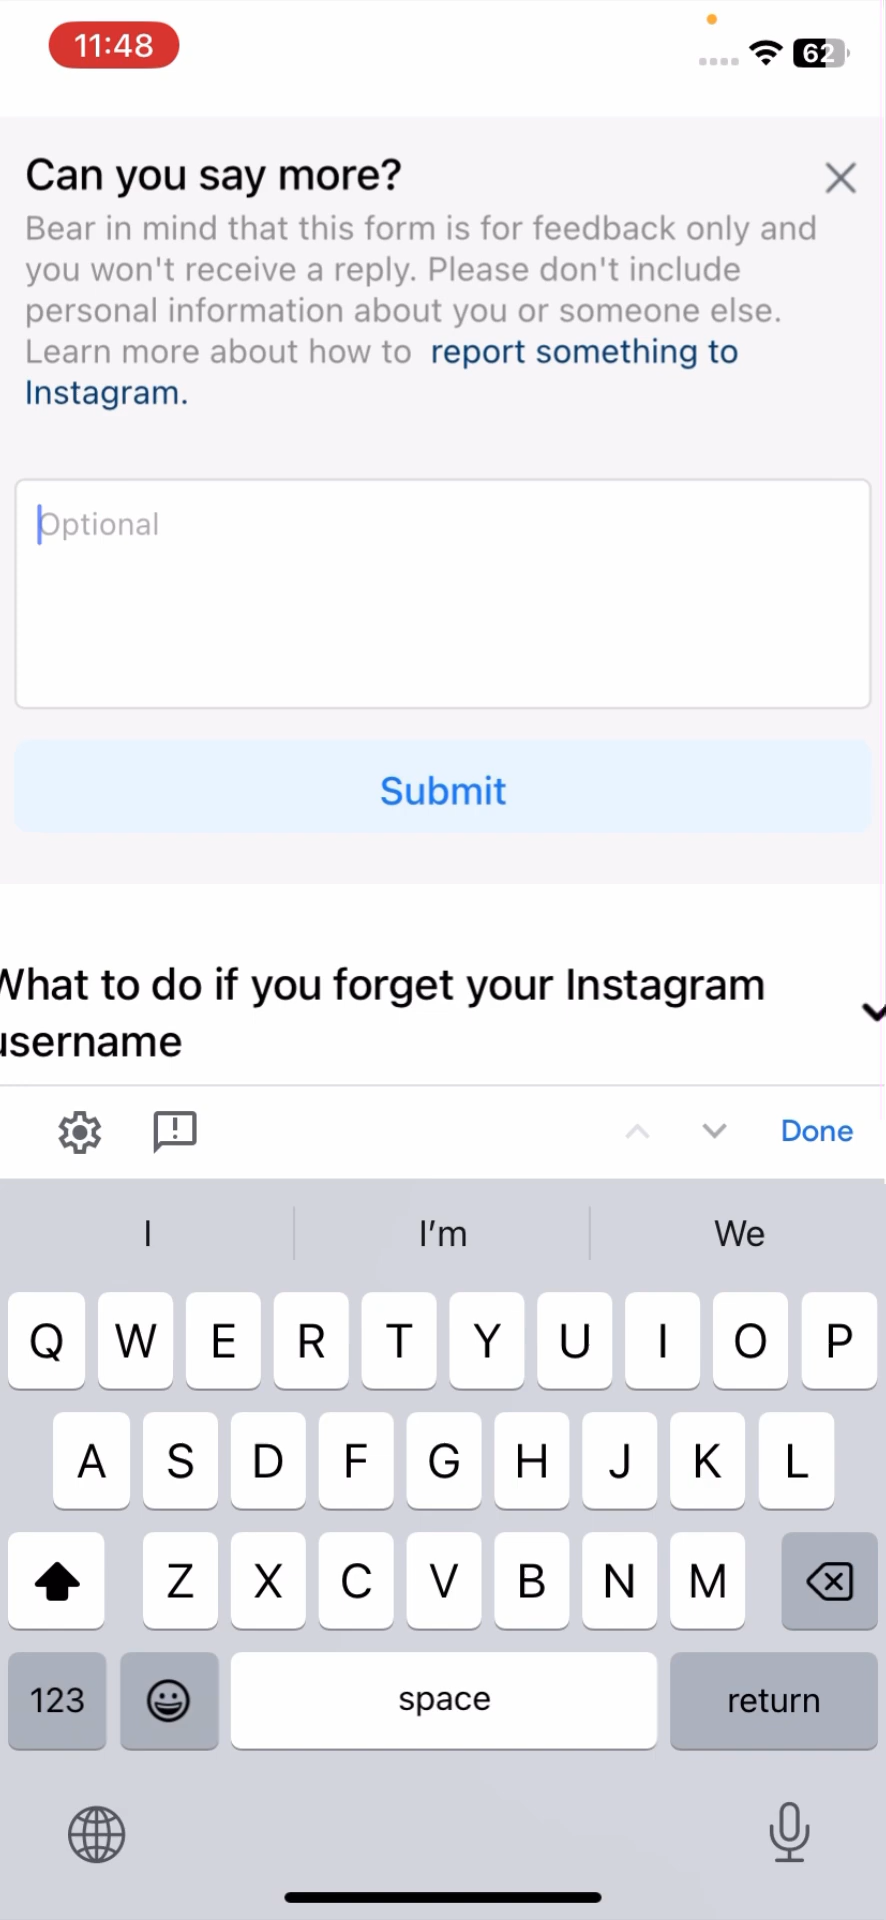 11:48
62
Can you say more?
Bear in mind that this form is for feedback only and
you won't receive a reply. Please don't include
personal information about you or someone else.
Learn more about how to report something to
Instagram.
Optional
Submit
What to do if you forget your Instagram
username
Done
I I'm We
Q W E R T Y U I O P
A S D F G H J K L
Z X C V B N M
123 space return